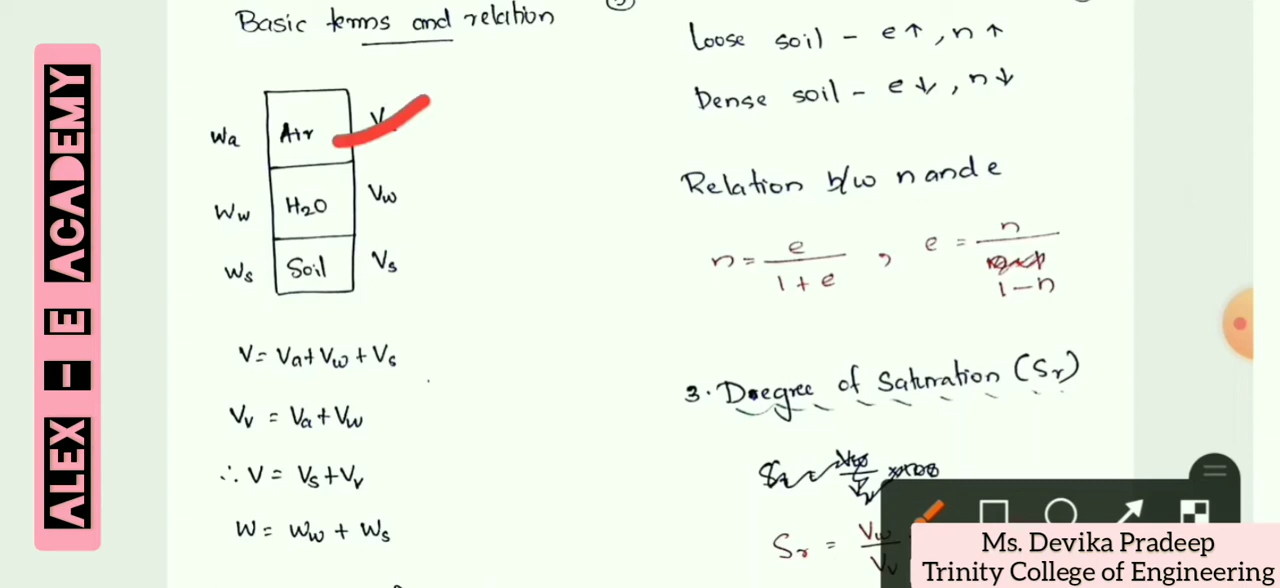 ALEX - E ACADEMY
Basic terms and relation
Wa Air V
Ww H2O Vw
Ws Soil Vs
V = Va + Vw + Vs
Vv = Va + Vw
∴ V = Vs + Vv
W = Ww + Ws
Loose soil - e↑, n↑
Dense soil - e↓, n↓
Relation b/w n and e
n = e / 1 + e , e = n / 1 - n
3. Doegree of Saturation (Sr)
Sr = Vw / Vv
Ms. Devika Pradeep
Trinity College of Engineering